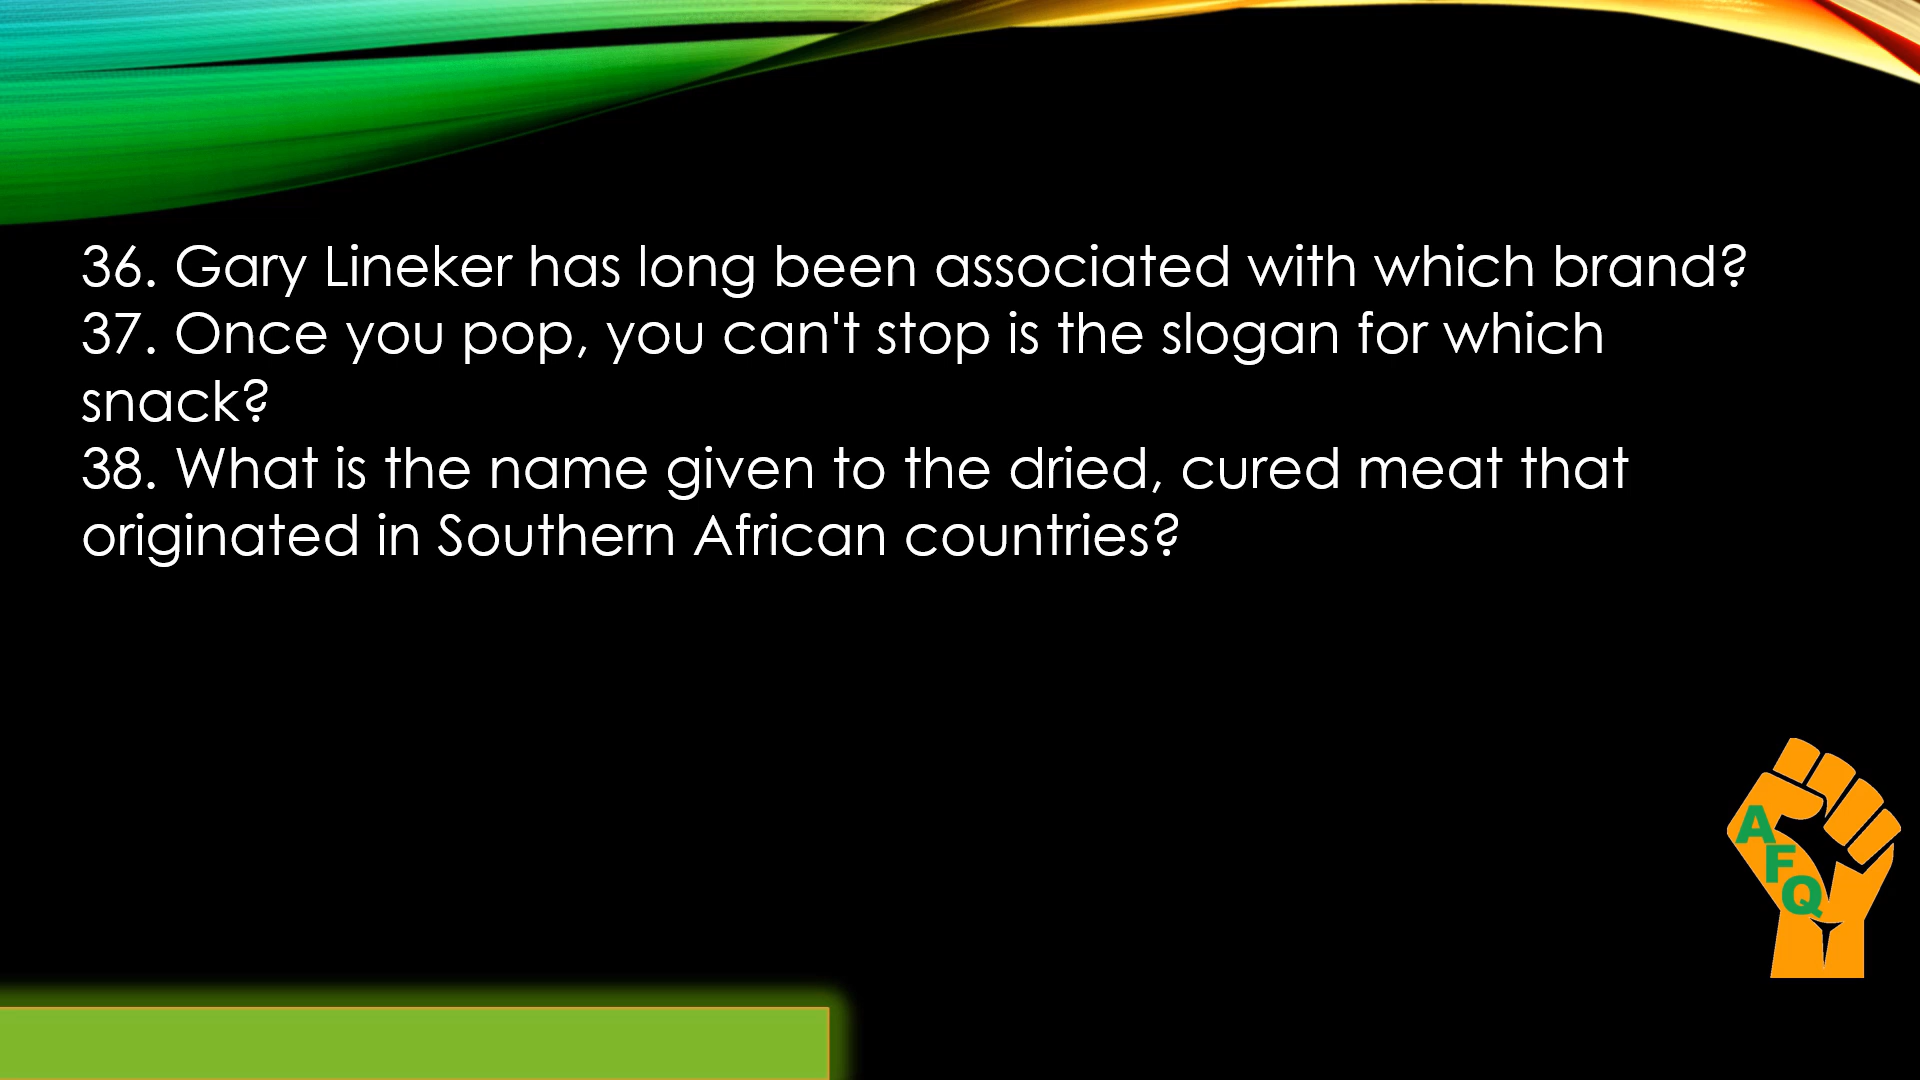 36. Gary Lineker has long been associated with which brand?
37. Once you pop, you can't stop is the slogan for which
snack?
38. What is the name given to the dried, cured meat that
originated in Southern African countries?
A
F
Q